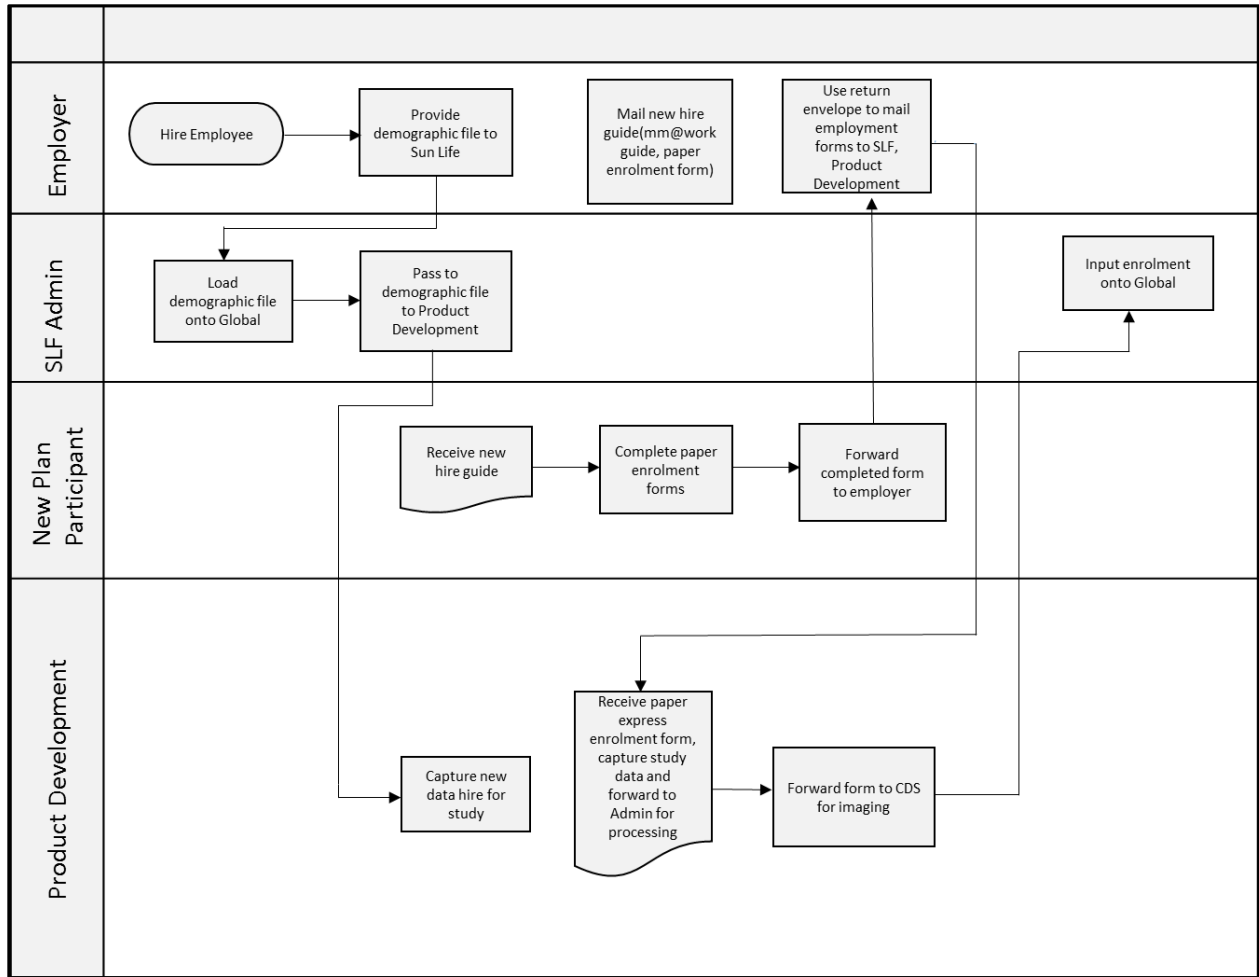 Employer
Hire Employee
Provide
demographic file to
Sun Life
Mail new hire
guide(mm@work
guide, paper
enrolment form)
Use return
envelope to mail
employment
forms to SLF,
Product
Development
SLF Admin
Load
demographic file
onto Global
Pass to
demographic file
to Product
Development
Input enrolment
onto Global
New Plan
Participant
Receive new
hire guide
Complete paper
enrolment
forms
Forward
completed form
to employer
Product Development
Capture new
data hire for
study
Receive paper
express
enrolment form,
capture study
data and
forward to
Admin for
processing
Forward form to CDS
for imaging